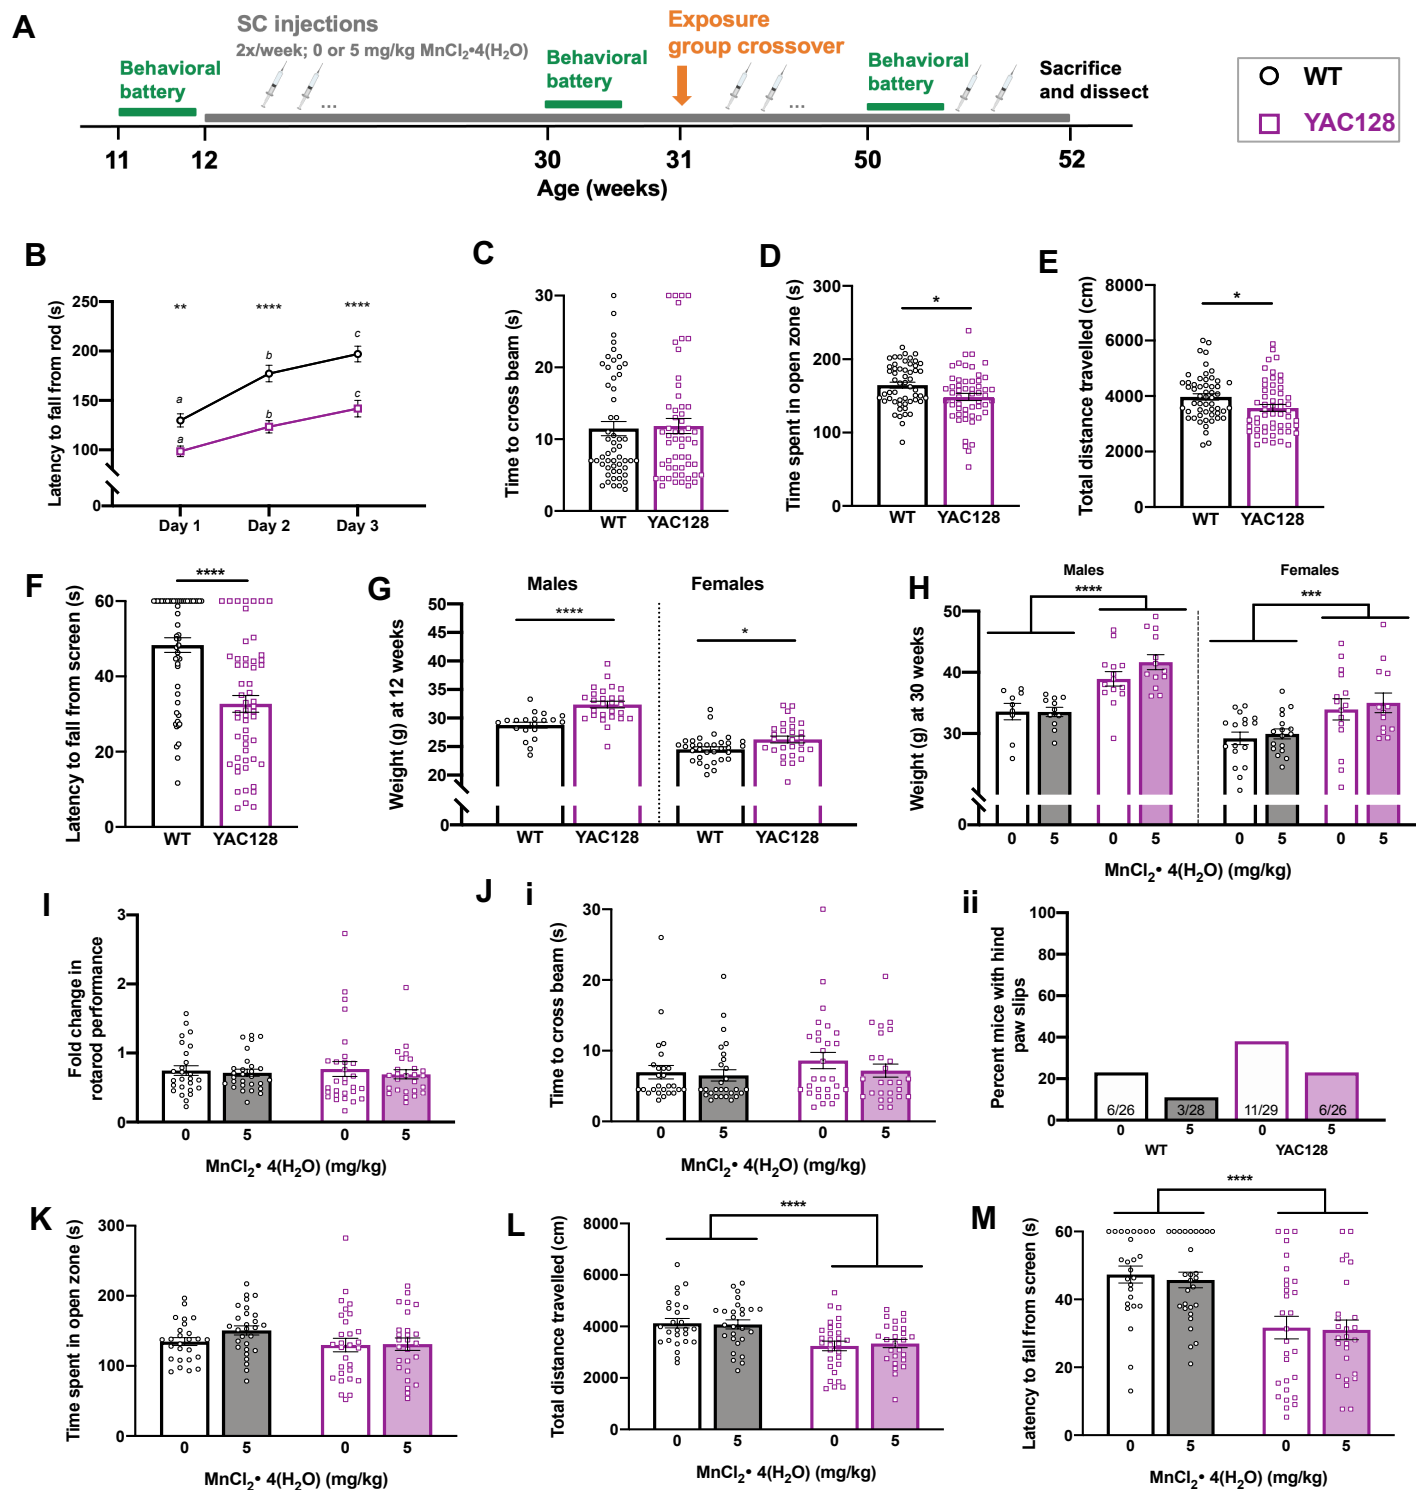 A
SC injections
2x/week; 0 or 5 mg/kg MnCl₂•4(H₂O)
Behavioral
battery
...
Behavioral
battery
Exposure
group crossover
...
Behavioral
battery
Sacrifice
and dissect
WT
YAC128
11
12
30
31
50
52
Age (weeks)
B
Latency to fall from rod (s)
250
200
150
100
0
**
****
****
a
b
c
a
b
c
Day 1
Day 2
Day 3
C
Time to cross beam (s)
30
20
10
0
WT
YAC128
D
Time spent in open zone (s)
300
200
100
0
*
WT
YAC128
E
Total distance travelled (cm)
8000
6000
4000
2000
0
*
WT
YAC128
F
Latency to fall from screen (s)
60
40
20
0
****
WT
YAC128
G
Weight (g) at 12 weeks
50
45
40
35
30
25
20
0
Males
Females
****
*
WT
YAC128
WT
YAC128
H
Weight (g) at 30 weeks
50
40
30
0
Males
Females
****
***
0
5
0
5
0
5
0
5
MnCl₂• 4(H₂O) (mg/kg)
I
Fold change in
rotarod performance
3
2
1
0
0
5
0
5
MnCl₂• 4(H₂O) (mg/kg)
J
i
Time to cross beam (s)
30
20
10
0
0
5
0
5
MnCl₂• 4(H₂O) (mg/kg)
ii
Percent mice with hind
paw slips
100
80
60
40
20
0
6/26
3/28
11/29
6/26
0
5
0
5
WT
YAC128
K
Time spent in open zone (s)
300
200
100
0
0
5
0
5
MnCl₂• 4(H₂O) (mg/kg)
L
Total distance travelled (cm)
8000
6000
4000
2000
0
****
0
5
0
5
MnCl₂• 4(H₂O) (mg/kg)
M
Latency to fall from screen (s)
60
40
20
0
****
0
5
0
5
MnCl₂• 4(H₂O) (mg/kg)